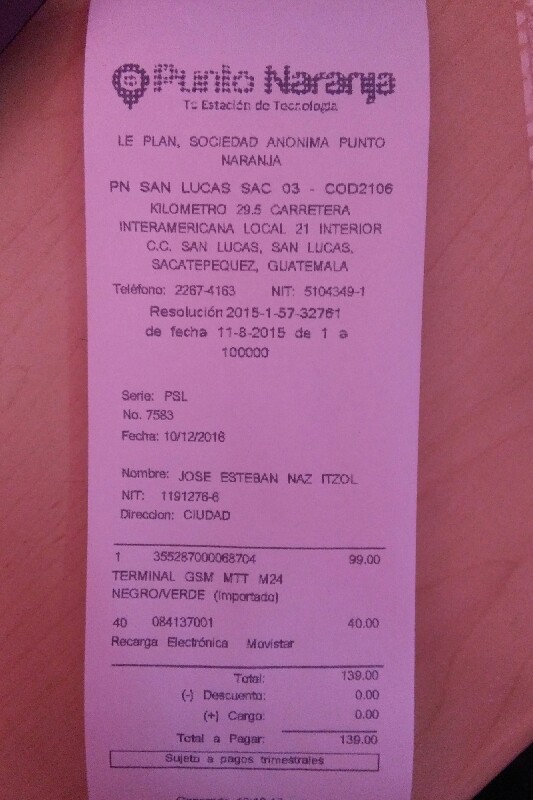 Punto Naranja
Tu Estación de Tecnología
LE PLAN, SOCIEDAD ANONIMA PUNTO
NARANJA
PN SAN LUCAS SAC 03 - COD2106
KILOMETRO 29.5 CARRETERA
INTERAMERICANA LOCAL 21 INTERIOR
C.C. SAN LUCAS, SAN LUCAS,
SACATEPEQUEZ, GUATEMALA
Teléfono: 2267-4163 NIT: 5104349-1
Resolución 2015-1-57-32761
de fecha 11-8-2015 de 1 a
100000
Serie: PSL
No. 7583
Fecha: 10/12/2016
Nombre: JOSE ESTEBAN NAZ ITZOL
NIT: 1191276-6
Direccion: CIUDAD
1 355287000068704 99.00
TERMINAL GSM MTT M24
NEGRO/VERDE (Importado)
40 084137001 40.00
Recarga Electrónica Movistar
Total: 139.00
(-) Descuento: 0.00
(+) Cargo: 0.00
Total a Pagar: 139.00
Sujeto a pagos trimestrales